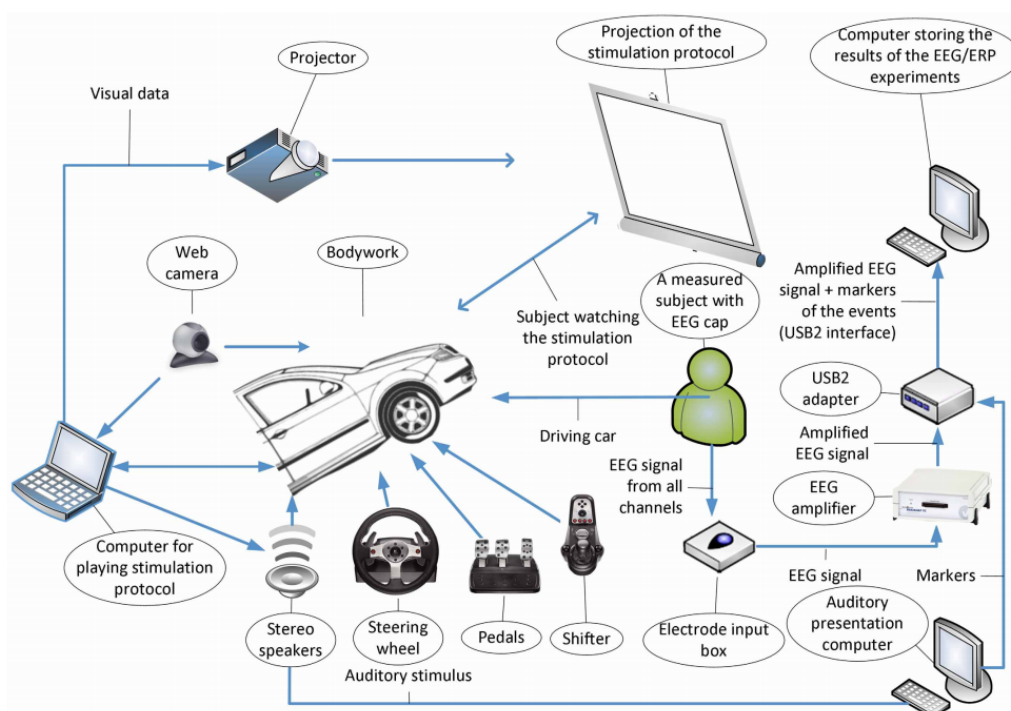 Projector
Projection of the
stimulation protocol
Computer storing the
results of the EEG/ERP
experiments
Visual data
Web
camera
Bodywork
A measured
subject with
EEG cap
Amplified EEG
signal + markers
of the events
(USB2 interface)
Subject watching
the stimulation
protocol
USB2
adapter
Driving car
Amplified
EEG signal
EEG signal
from all
channels
EEG
amplifier
Computer for
playing stimulation
protocol
EEG signal
Markers
Stereo
speakers
Steering
wheel
Pedals
Shifter
Electrode input
box
Auditory
presentation
computer
Auditory stimulus